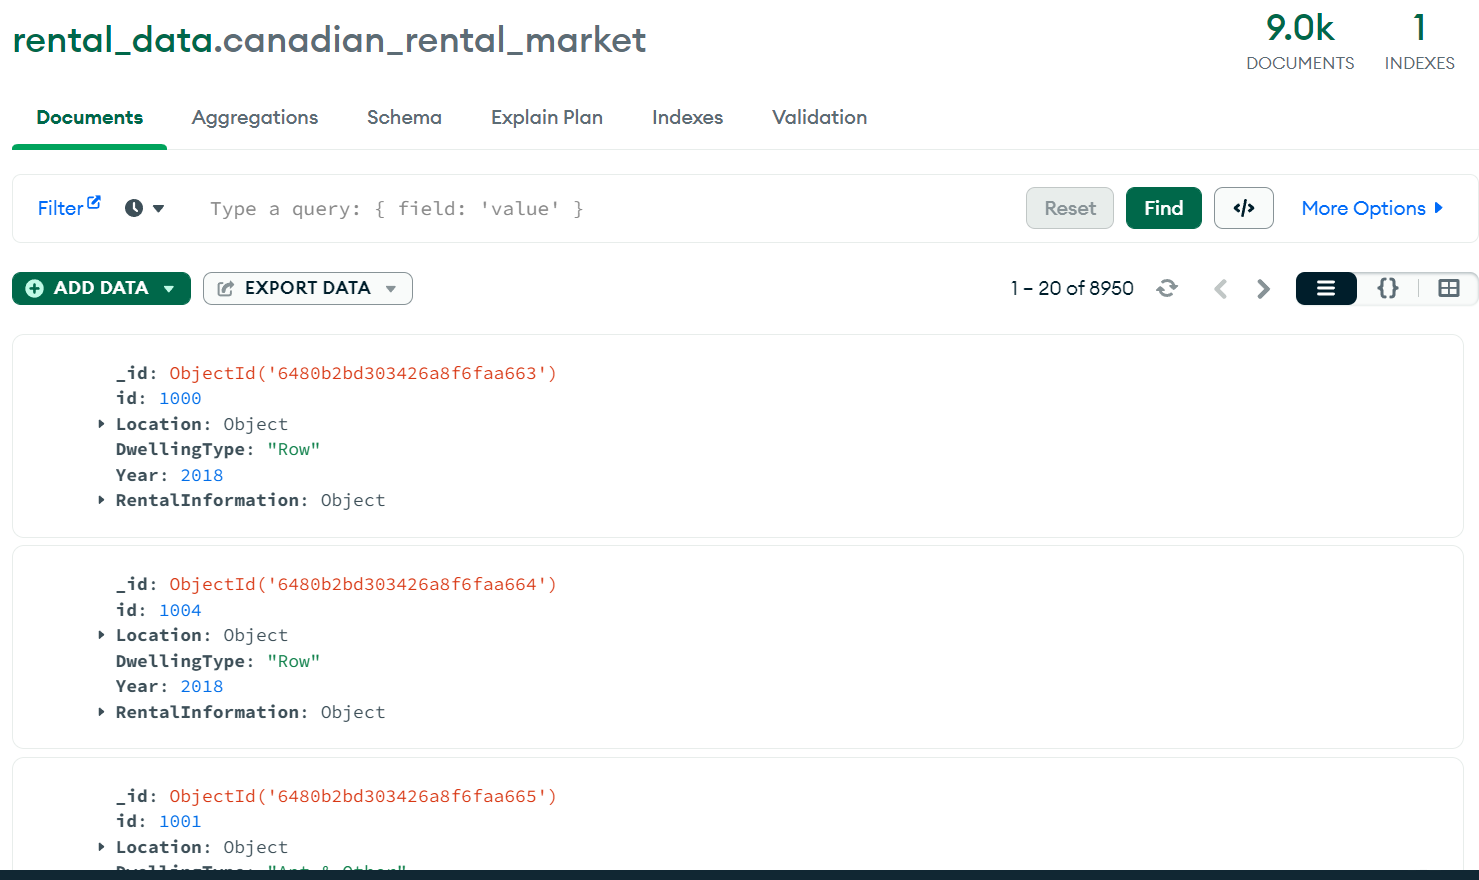 rental_data.canadian_rental_market
9.0k
DOCUMENTS
1
INDEXES
Documents
Aggregations
Schema
Explain Plan
Indexes
Validation
Filter
Type a query: { field: 'value' }
Reset
Find
</>
More Options
ADD DATA
EXPORT DATA
1 – 20 of 8950
{}
_id: ObjectId('6480b2bd303426a8f6faa663')
id: 1000
Location: Object
DwellingType: "Row"
Year: 2018
RentalInformation: Object
_id: ObjectId('6480b2bd303426a8f6faa664')
id: 1004
Location: Object
DwellingType: "Row"
Year: 2018
RentalInformation: Object
_id: ObjectId('6480b2bd303426a8f6faa665')
id: 1001
Location: Object
DwellingType: "Apt & Other"